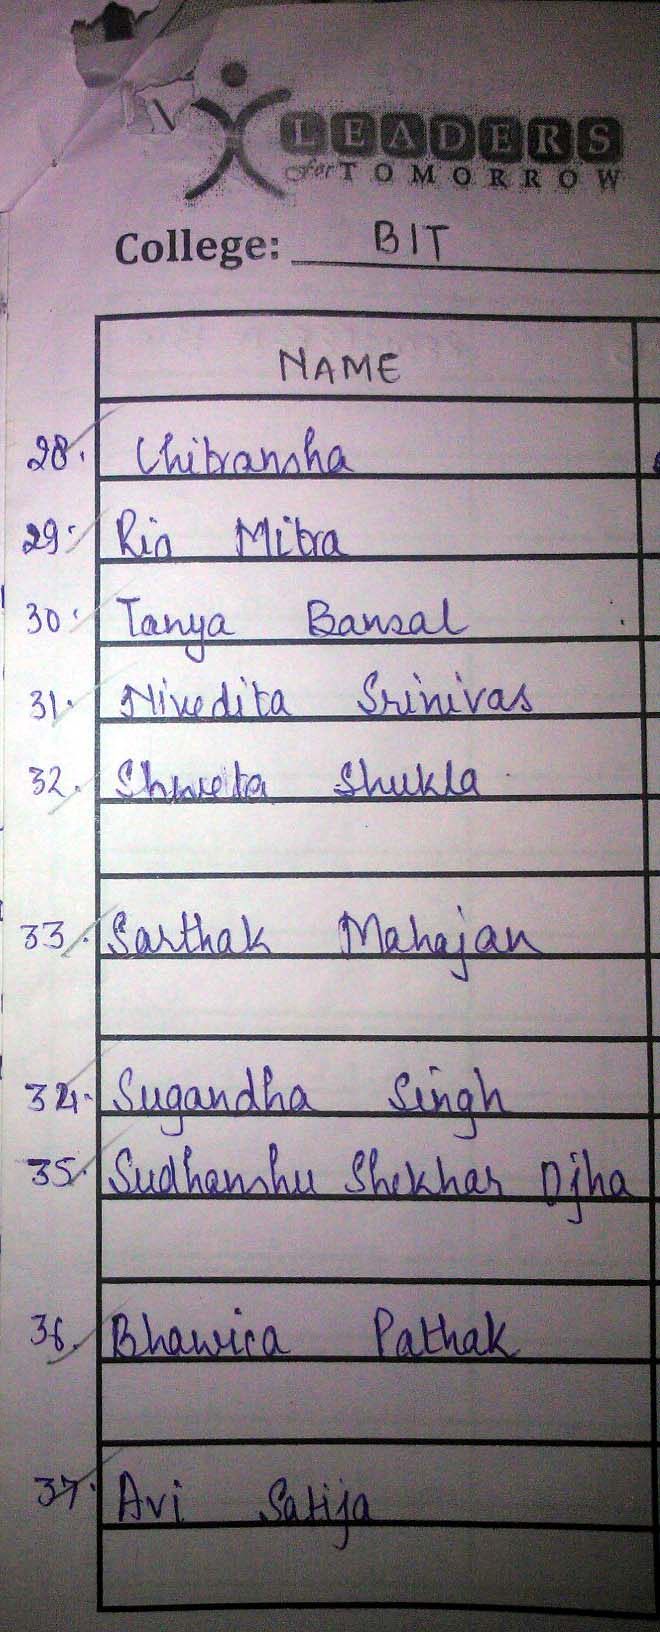 LEADERS
for TOMORROW
College: BIT
NAME
28. Chitransha
29. Ria Mitra
30. Tanya Bansal
31. Nivedita Srinivas
32. Shweta Shukla
33. Sarthak Mahajan
34. Sugandha Singh
35. Sudhanshu Shekhar Ojha
36. Bhawica Pathak
37. Avi Satija